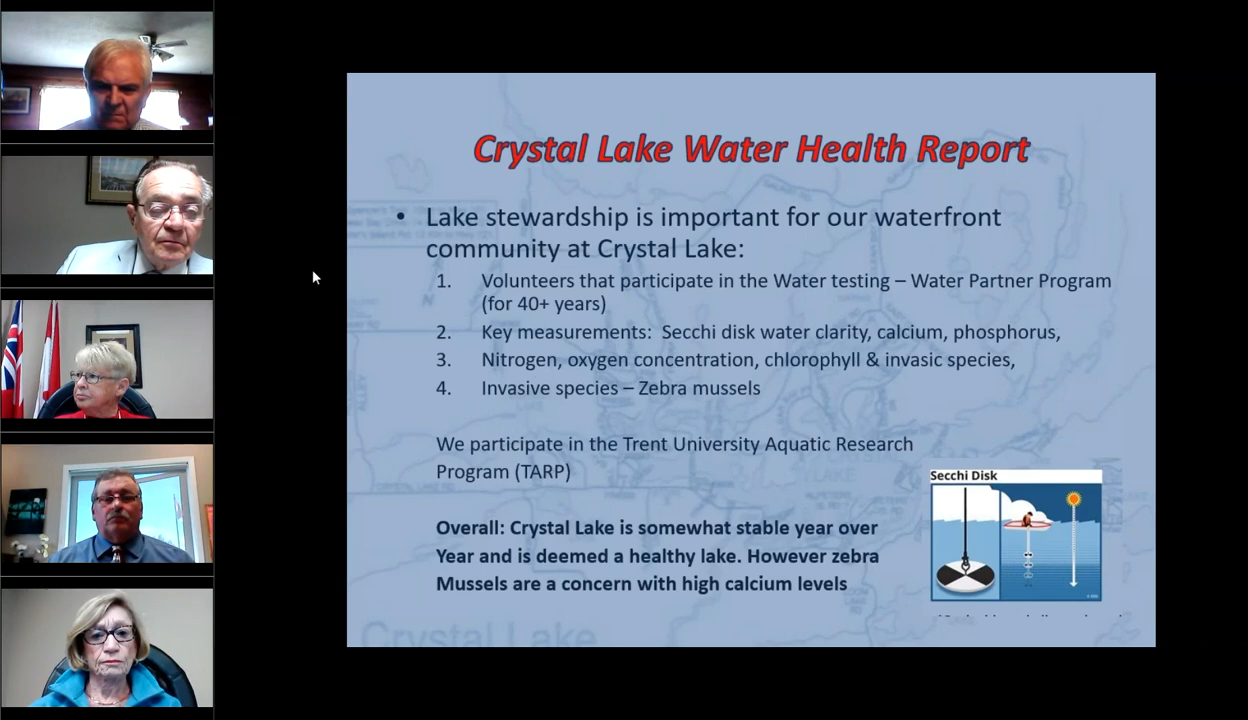 Crystal Lake Water Health Report
• Lake stewardship is important for our waterfront
community at Crystal Lake:
1. Volunteers that participate in the Water testing – Water Partner Program
(for 40+ years)
2. Key measurements: Secchi disk water clarity, calcium, phosphorus,
3. Nitrogen, oxygen concentration, chlorophyll & invasic species,
4. Invasive species – Zebra mussels
We participate in the Trent University Aquatic Research
Program (TARP)
Secchi Disk
Overall: Crystal Lake is somewhat stable year over
Year and is deemed a healthy lake. However zebra
Mussels are a concern with high calcium levels
Crystal Lake